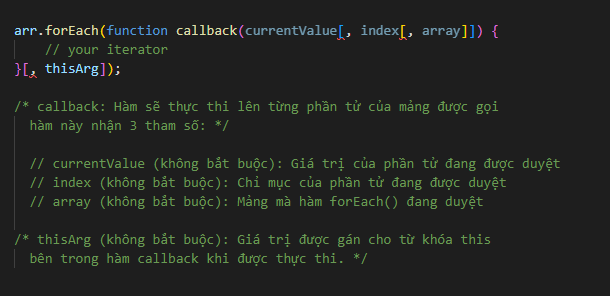 arr.forEach(function callback(currentValue[, index[, array]]) {
// your iterator
}[, thisArg]);
/* callback: Hàm sẽ thực thi lên từng phần tử của mảng được gọi
hàm này nhận 3 tham số: */
// currentValue (không bắt buộc): Giá trị của phần tử đang được duyệt
// index (không bắt buộc): Chỉ mục của phần tử đang được duyệt
// array (không bắt buộc): Mảng mà hàm forEach() đang duyệt
/* thisArg (không bắt buộc): Giá trị được gán cho từ khóa this
bên trong hàm callback khi được thực thi. */